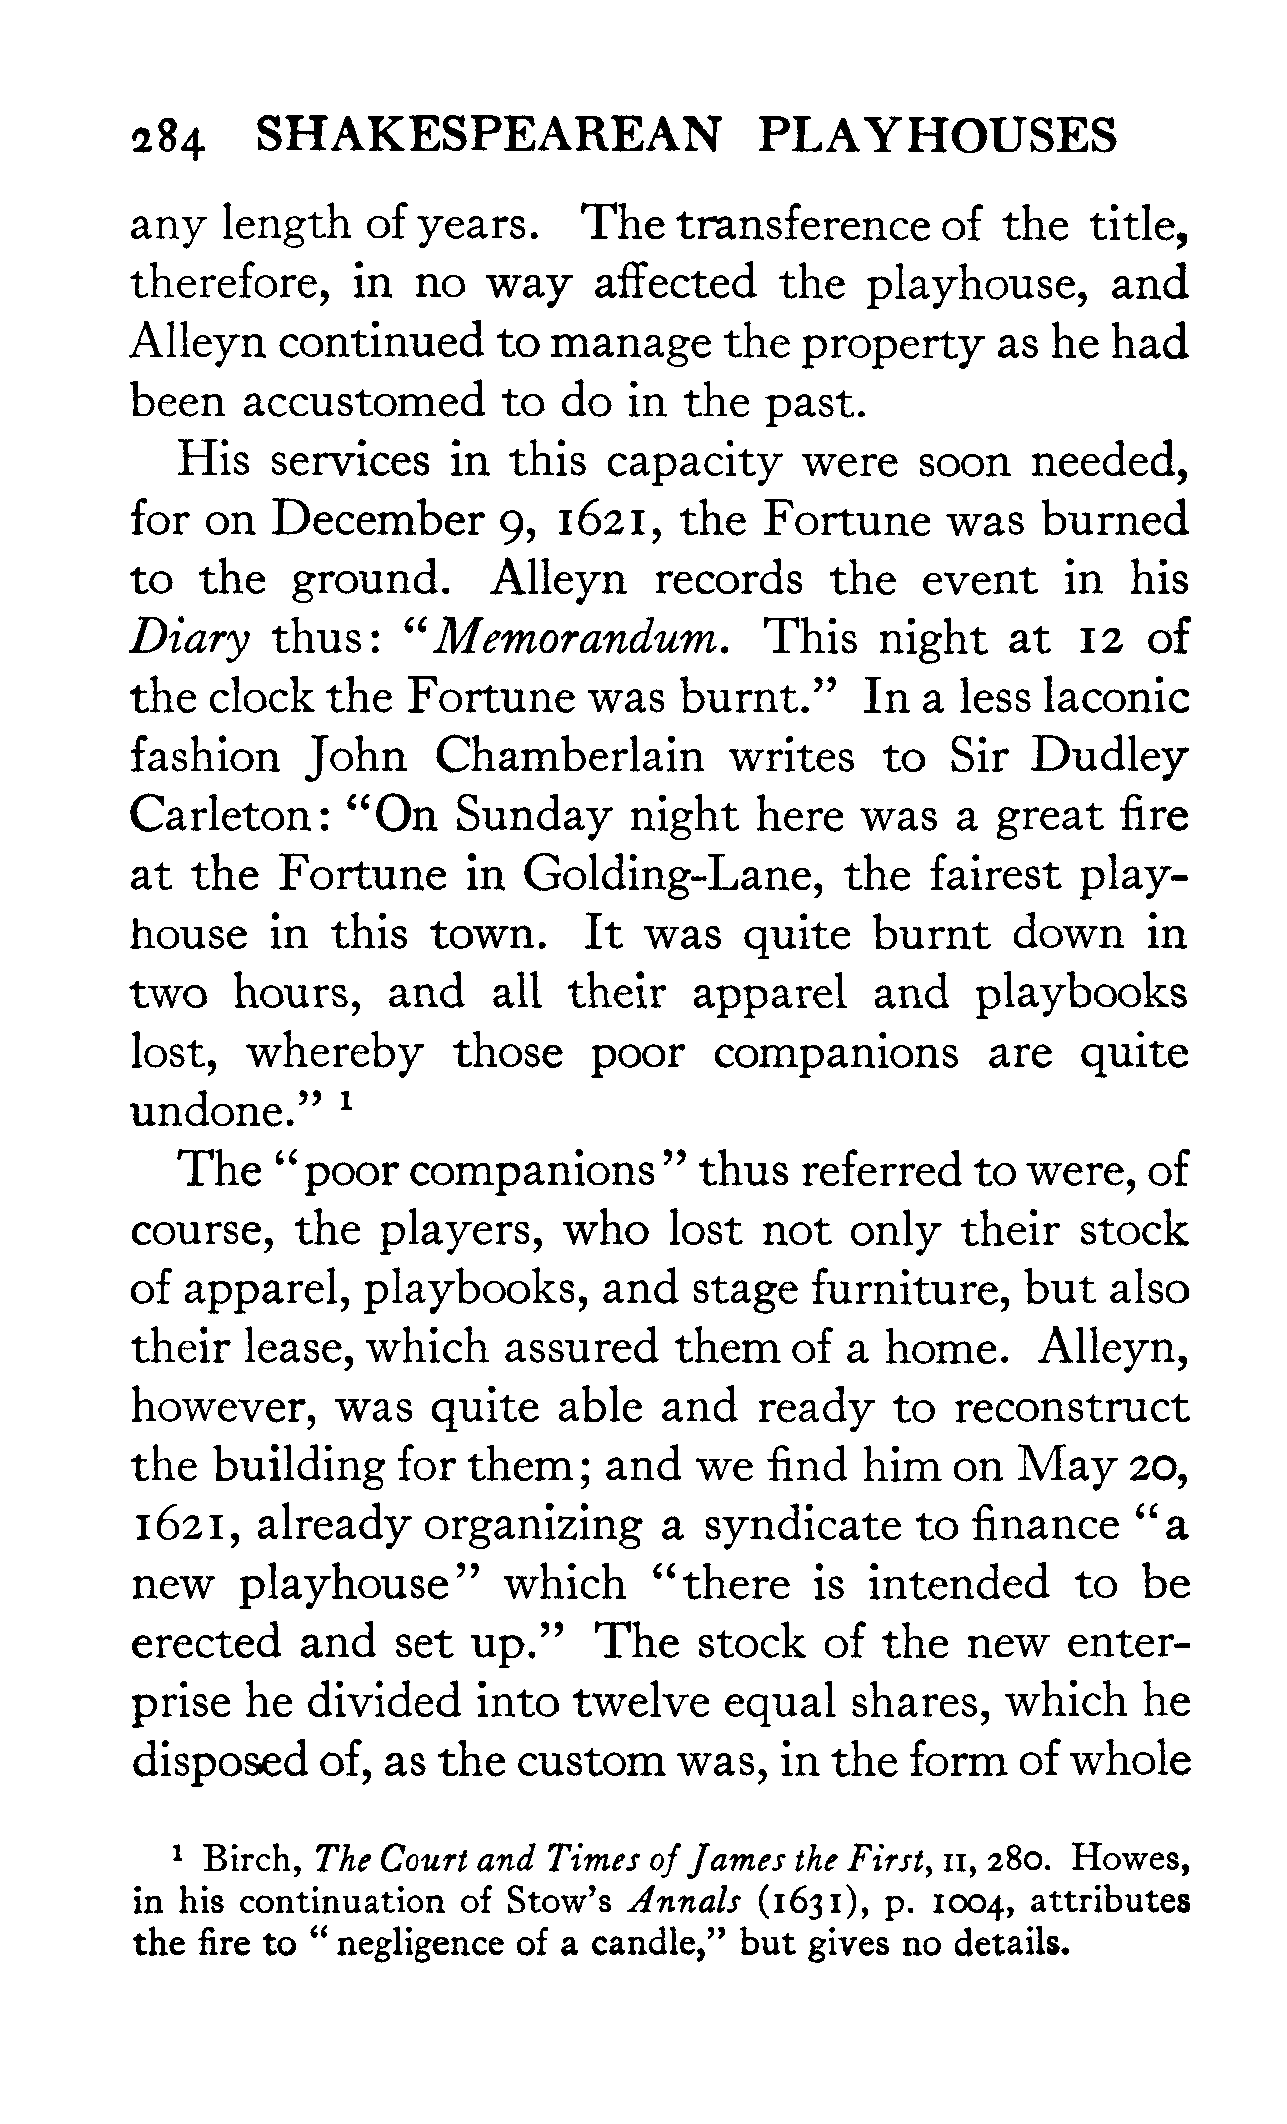 284 SHAKESPEAREAN PLAYHOUSES
any length of years. The transference of the title,
therefore, in no way affected the playhouse, and
Alleyn continued to manage the property as he had
been accustomed to do in the past.
His services in this capacity were soon needed,
for on December 9, 1621, the Fortune was burned
to the ground. Alleyn records the event in his
Diary thus: “Memorandum. This night at 12 of
the clock the Fortune was burnt.” In a less laconic
fashion John Chamberlain writes to Sir Dudley
Carleton: “On Sunday night here was a great fire
at the Fortune in Golding-Lane, the fairest play-
house in this town. It was quite burnt down in
two hours, and all their apparel and playbooks
lost, whereby those poor companions are quite
undone.” ¹
The “poor companions” thus referred to were, of
course, the players, who lost not only their stock
of apparel, playbooks, and stage furniture, but also
their lease, which assured them of a home. Alleyn,
however, was quite able and ready to reconstruct
the building for them; and we find him on May 20,
1621, already organizing a syndicate to finance “a
new playhouse” which “there is intended to be
erected and set up.” The stock of the new enter-
prise he divided into twelve equal shares, which he
disposed of, as the custom was, in the form of whole
¹ Birch, The Court and Times of James the First, II, 280. Howes,
in his continuation of Stow’s Annals (1631), p. 1004, attributes
the fire to “negligence of a candle,” but gives no details.